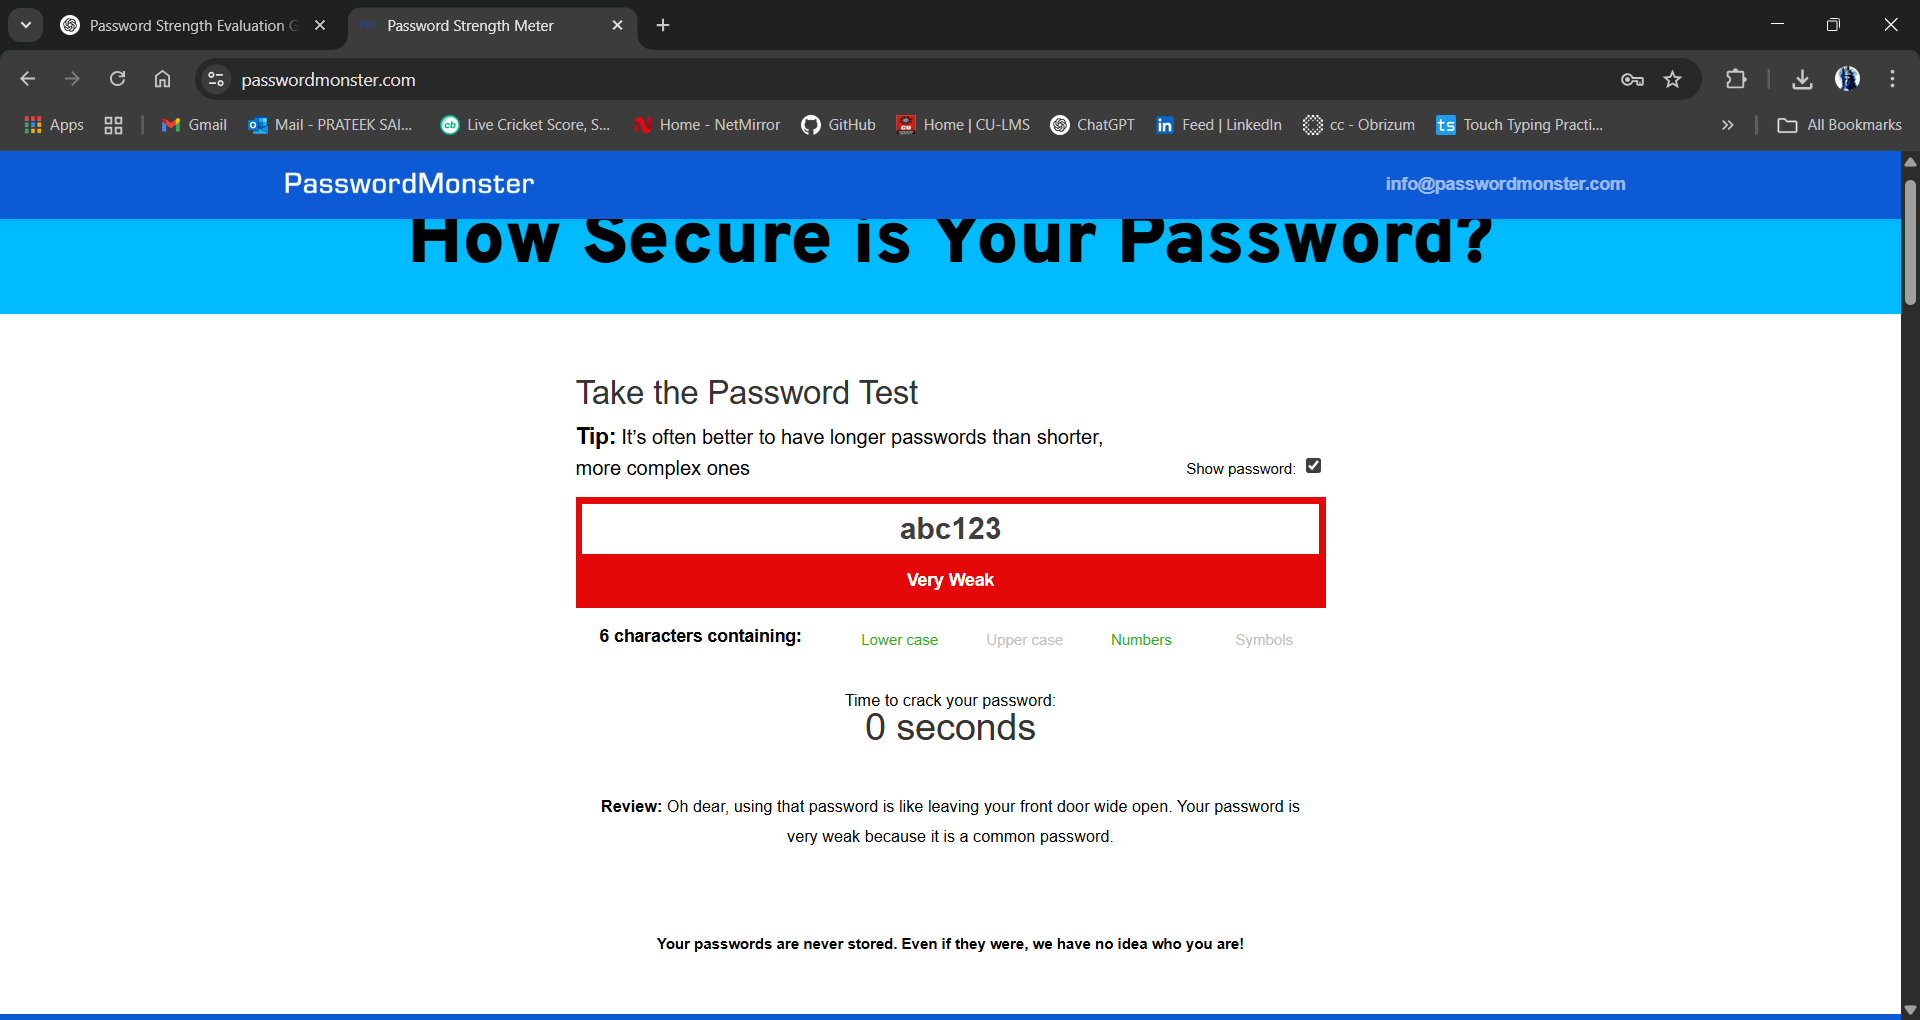 Password Strength Evaluation G
Password Strength Meter
passwordmonster.com
Apps
Gmail
Mail - PRATEEK SAI...
cb
Live Cricket Score, S...
Home - NetMirror
GitHub
CU
Home | CU-LMS
ChatGPT
in
Feed | LinkedIn
cc - Obrizum
ts
Touch Typing Practi...
»
All Bookmarks
PasswordMonster
info@passwordmonster.com
How Secure is Your Password?
Take the Password Test
Tip: It's often better to have longer passwords than shorter,
more complex ones
Show password:
abc123
Very Weak
6 characters containing:
Lower case
Upper case
Numbers
Symbols
Time to crack your password:
0 seconds
Review: Oh dear, using that password is like leaving your front door wide open. Your password is
very weak because it is a common password.
Your passwords are never stored. Even if they were, we have no idea who you are!